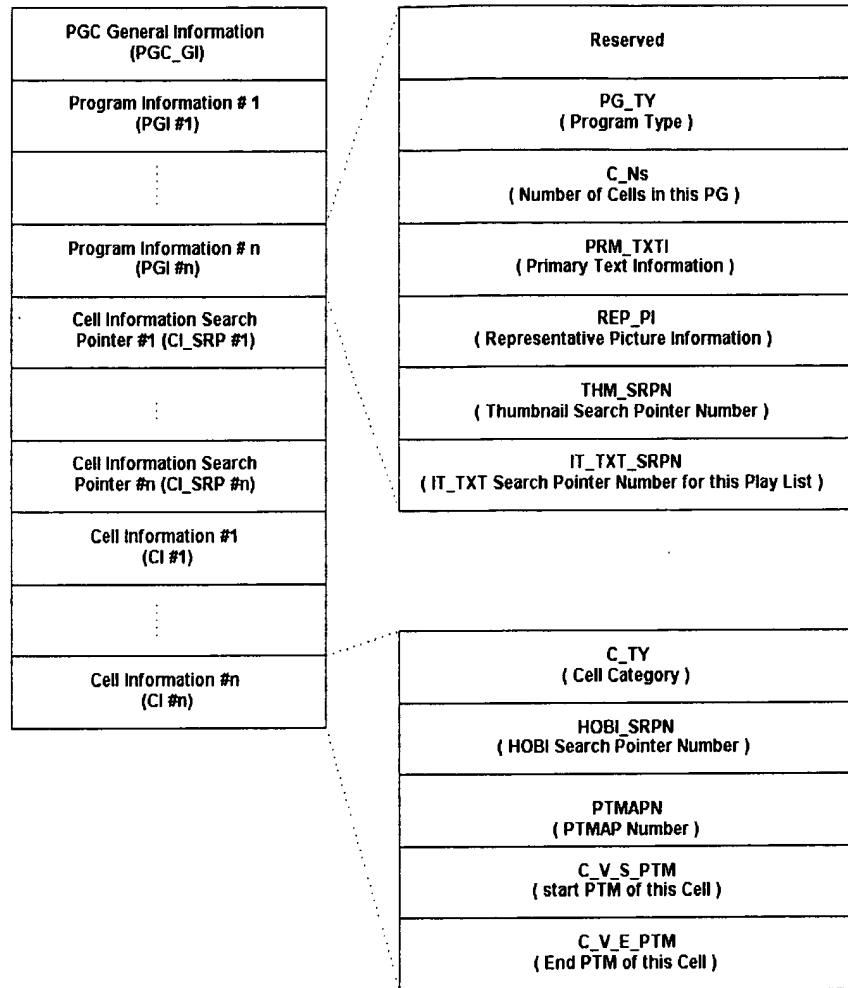 PGC General Information
(PGC_GI)
Program Information # 1
(PGI #1)
Program Information # n
(PGI #n)
Cell Information Search
Pointer #1 (CI_SRP #1)
Cell Information Search
Pointer #n (CI_SRP #n)
Cell Information #1
(CI #1)
Cell Information #n
(CI #n)
Reserved
PG_TY
( Program Type )
C_Ns
( Number of Cells in this PG )
PRM_TXTI
( Primary Text Information )
REP_PI
( Representative Picture Information )
THM_SRPN
( Thumbnail Search Pointer Number )
IT_TXT_SRPN
( IT_TXT Search Pointer Number for this Play List )
C_TY
( Cell Category )
HOBI_SRPN
( HOBI Search Pointer Number )
PTMAPN
( PTMAP Number )
C_V_S_PTM
( start PTM of this Cell )
C_V_E_PTM
( End PTM of this Cell )